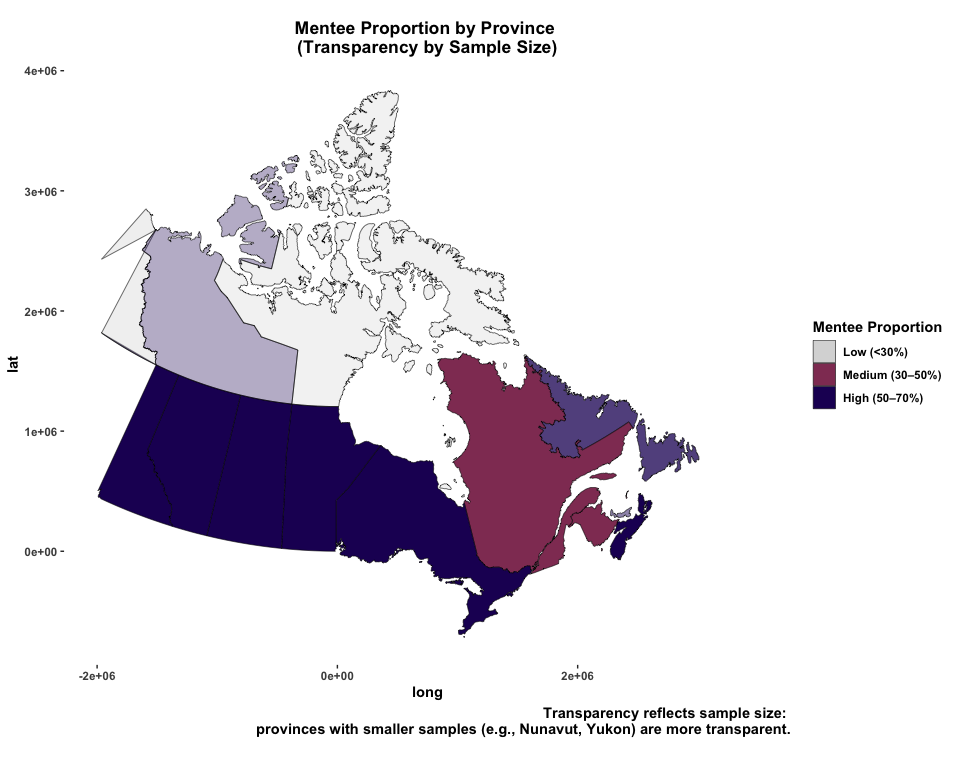 Mentee Proportion by Province
(Transparency by Sample Size)
4e+06
3e+06
2e+06
1e+06
0e+00
lat
-2e+06
0e+00
2e+06
long
Mentee Proportion
Low (<30%)
Medium (30–50%)
High (50–70%)
Transparency reflects sample size:
provinces with smaller samples (e.g., Nunavut, Yukon) are more transparent.